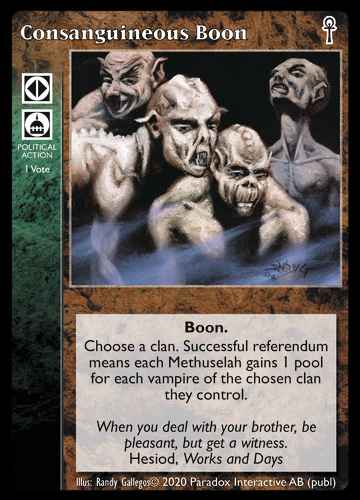 Consanguineous Boon
POLITICAL
ACTION
1 Vote
Boon.
Choose a clan. Successful referendum
means each Methuselah gains 1 pool
for each vampire of the chosen clan
they control.
When you deal with your brother, be
pleasant, but get a witness.
Hesiod, Works and Days
Illus: Randy Gallegos© 2020 Paradox Interactive AB (publ)